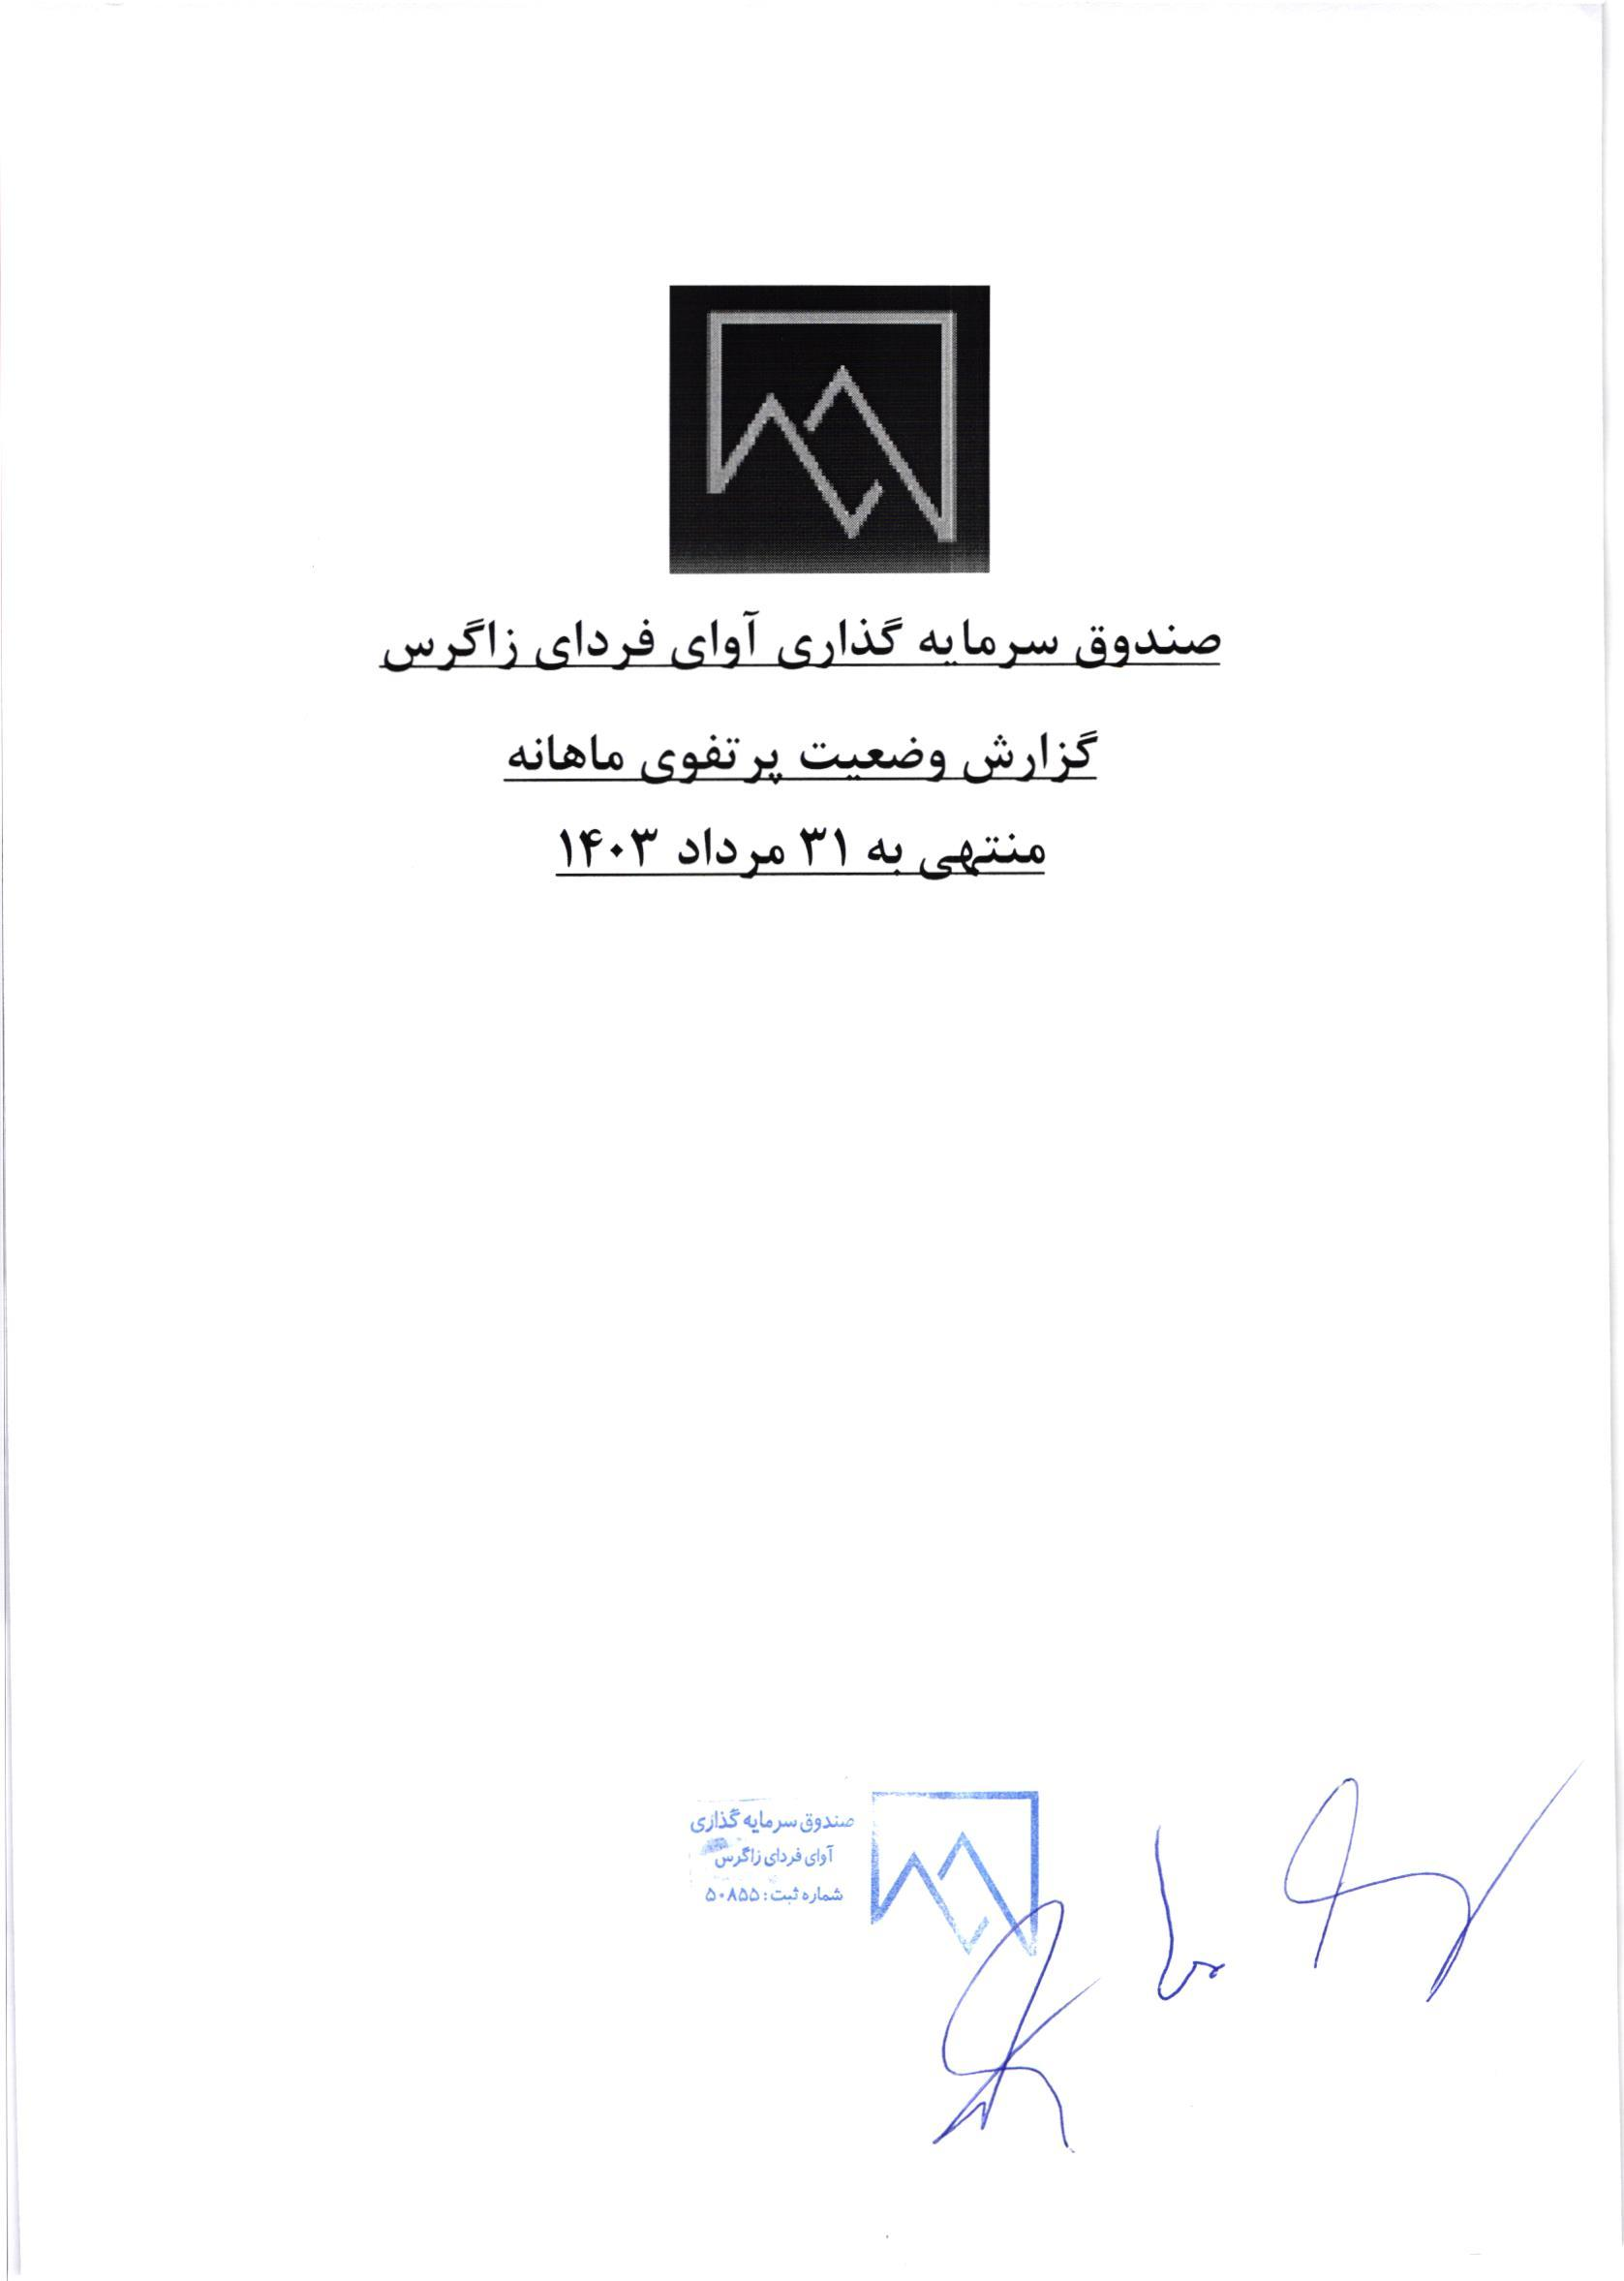 صندوق سرمایه گذاری آوای فردای زاگرس
گزارش وضعیت پرتفوی ماهانه
منتهی به ۳۱ مرداد ۱۴۰۳
صندوق سرمایه گذاری
آوای فردای زاگرس
شماره ثبت: ۵۰۸۵۵